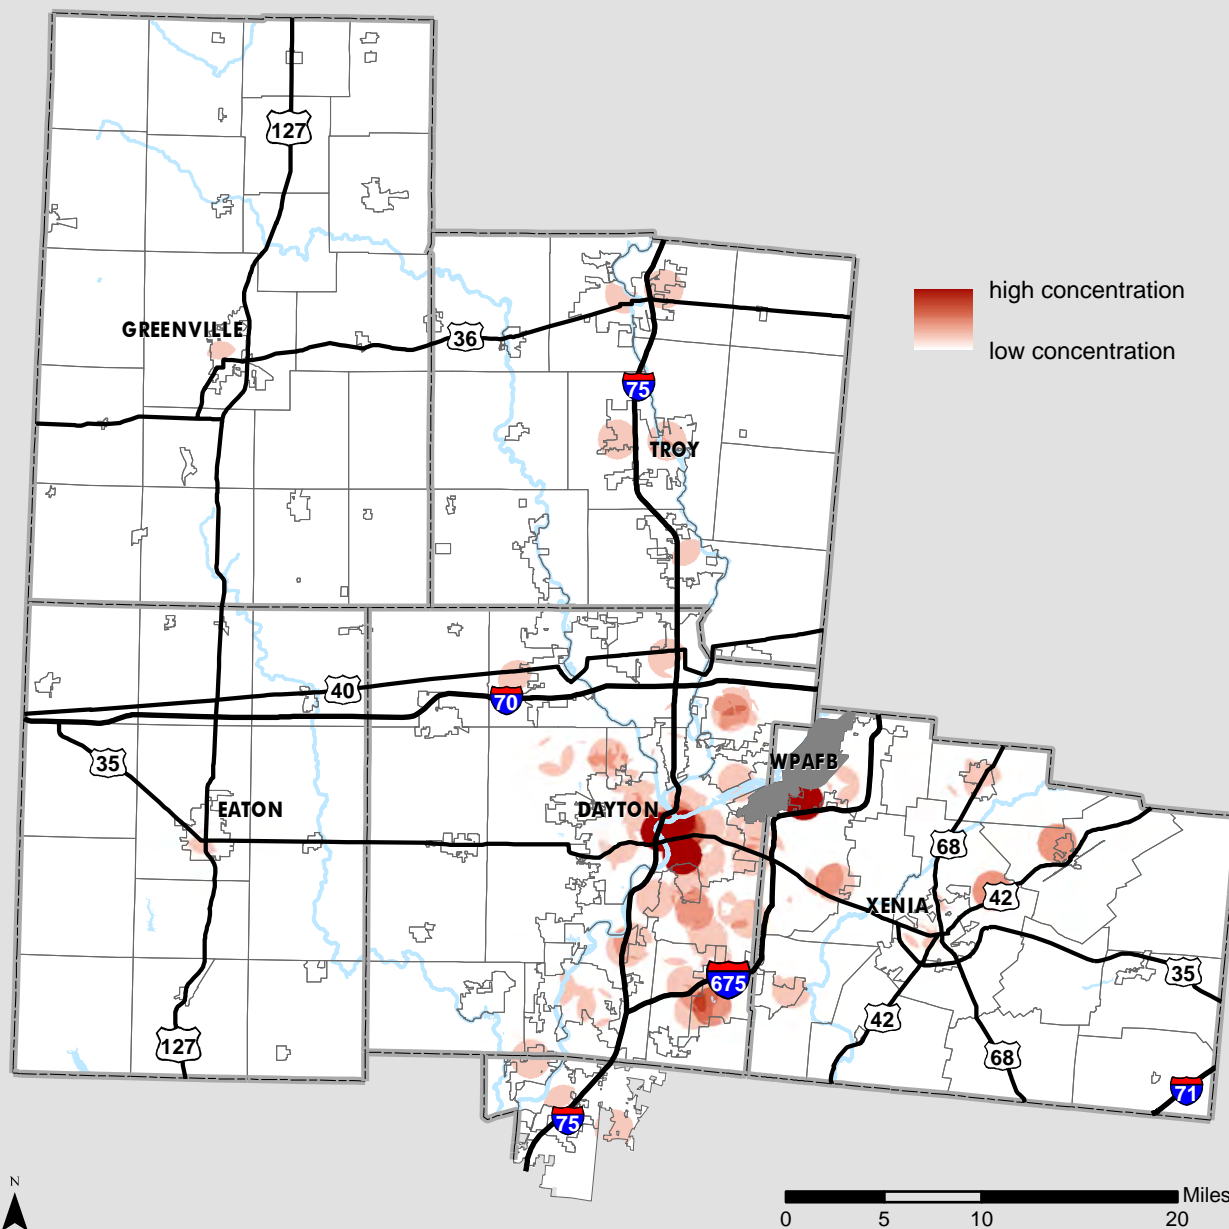 127
high concentration
GREENVILLE
36
low concentration
75
TROY
40
70
35
WPAFB
EATON
DAYTON
68
XENIA
42
675
35
42
127
68
71
75
N
Miles
0 5 10 20